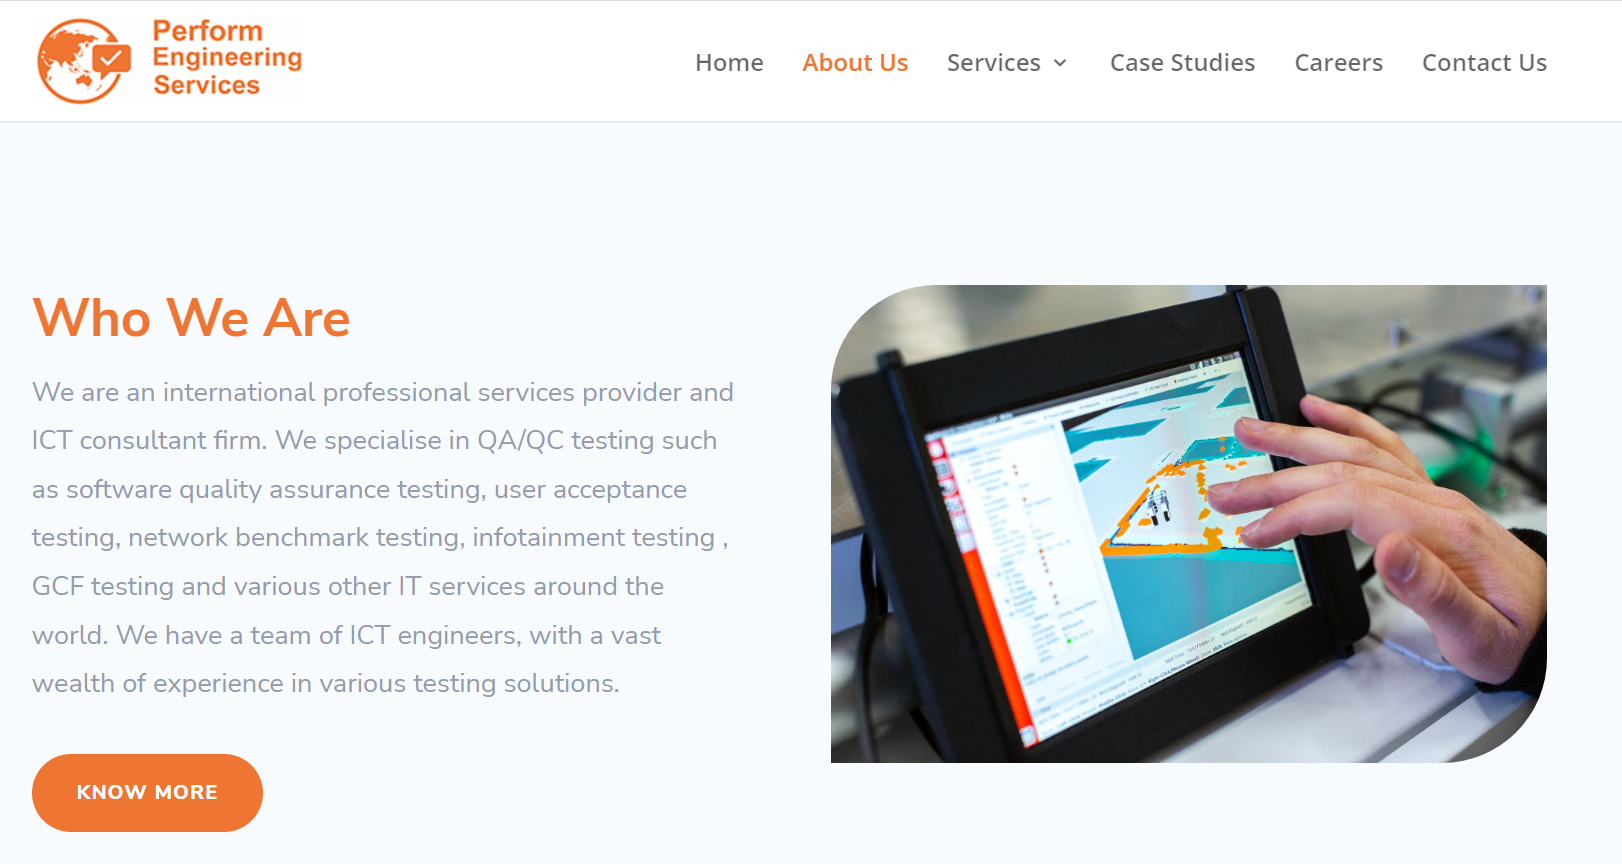 Perform
Engineering
Services
Home
About Us
Services
Case Studies
Careers
Contact Us
Who We Are
We are an international professional services provider and
ICT consultant firm. We specialise in QA/QC testing such
as software quality assurance testing, user acceptance
testing, network benchmark testing, infotainment testing ,
GCF testing and various other IT services around the
world. We have a team of ICT engineers, with a vast
wealth of experience in various testing solutions.
KNOW MORE